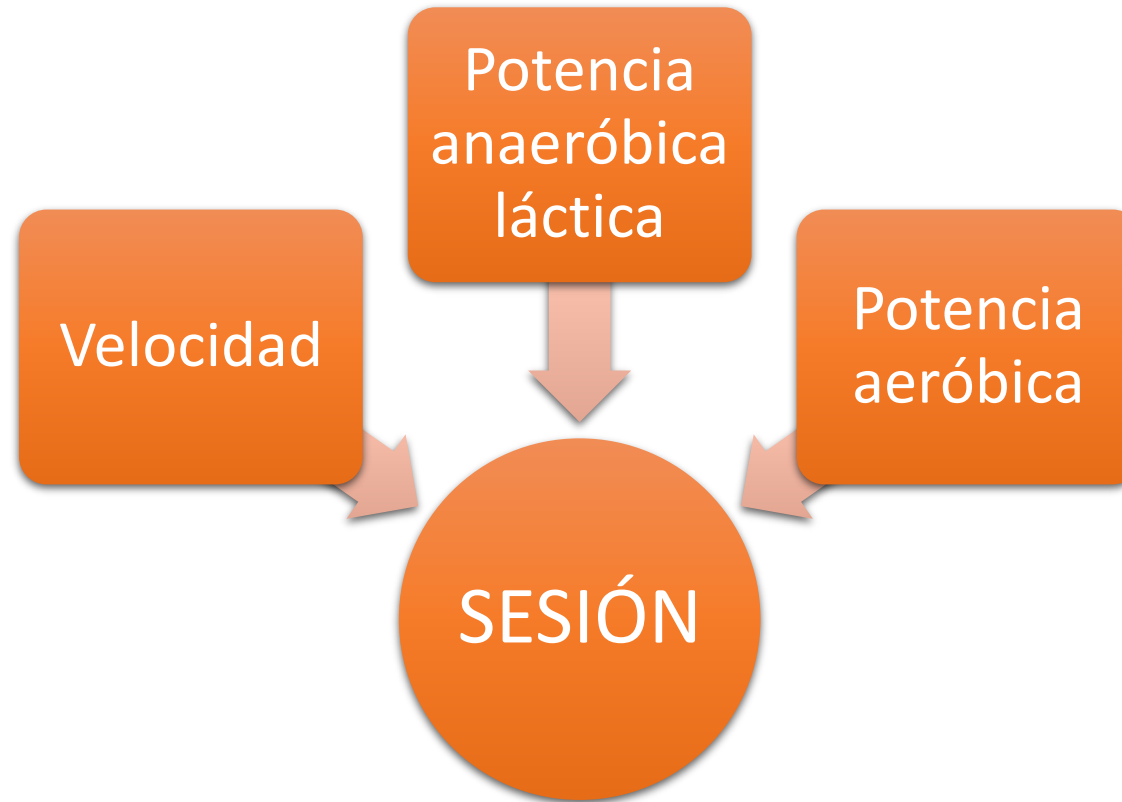 Potencia
anaeróbica
láctica
Velocidad
Potencia
aeróbica
SESIÓN